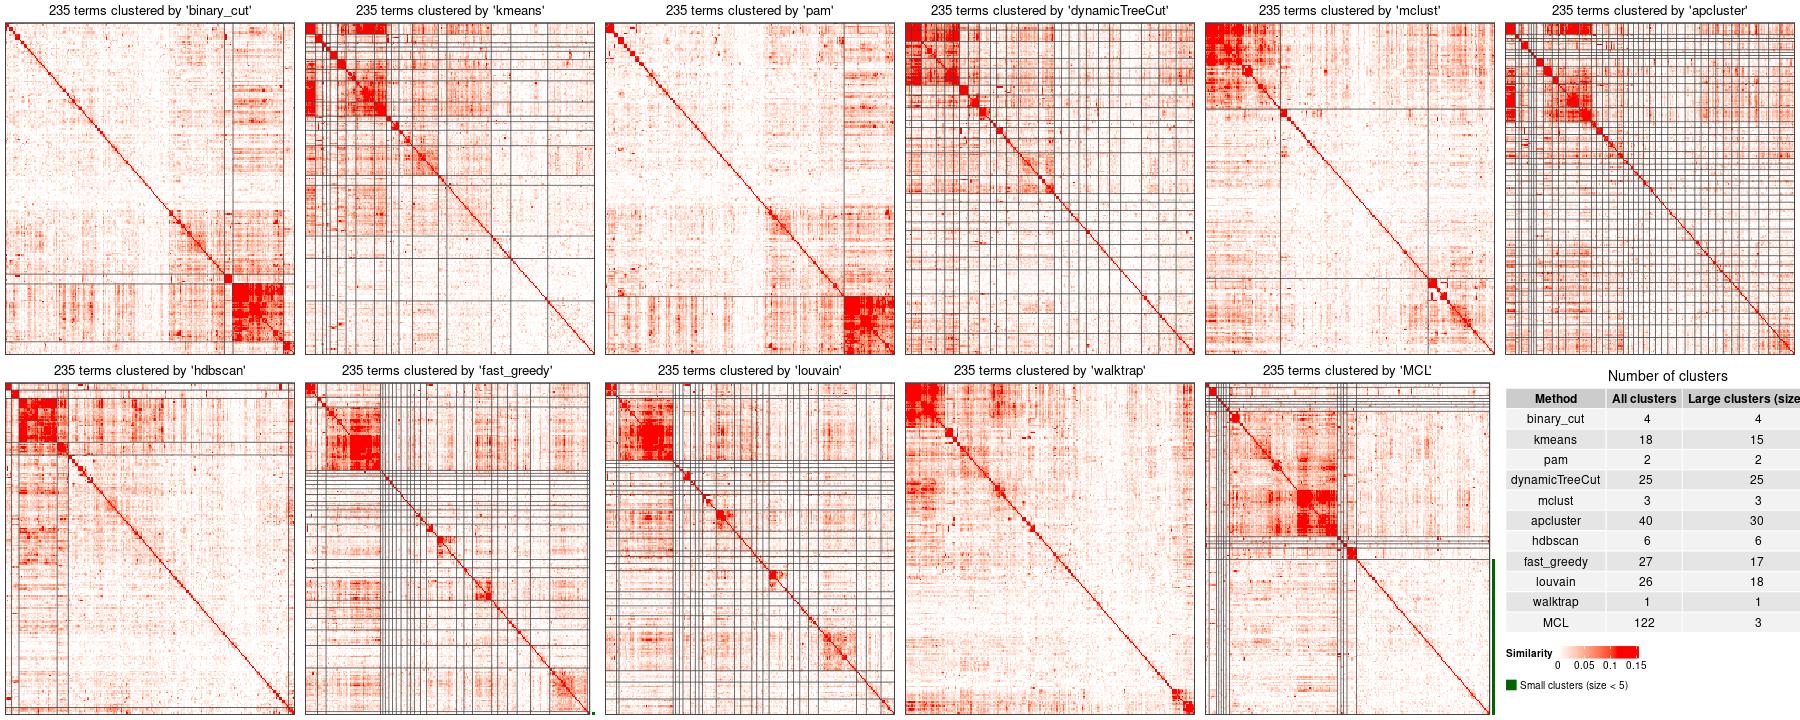 235 terms clustered by 'binary_cut'
235 terms clustered by 'kmeans'
235 terms clustered by 'pam'
235 terms clustered by 'dynamicTreeCut'
235 terms clustered by 'mclust'
235 terms clustered by 'apcluster'
235 terms clustered by 'hdbscan'
235 terms clustered by 'fast_greedy'
235 terms clustered by 'louvain'
235 terms clustered by 'walktrap'
235 terms clustered by 'MCL'
Number of clusters
Method All clusters Large clusters (size
binary_cut 4 4
kmeans 18 15
pam 2 2
dynamicTreeCut 25 25
mclust 3 3
apcluster 40 30
hdbscan 6 6
fast_greedy 27 17
louvain 26 18
walktrap 1 1
MCL 122 3
Similarity
0 0.05 0.1 0.15
Small clusters (size < 5)